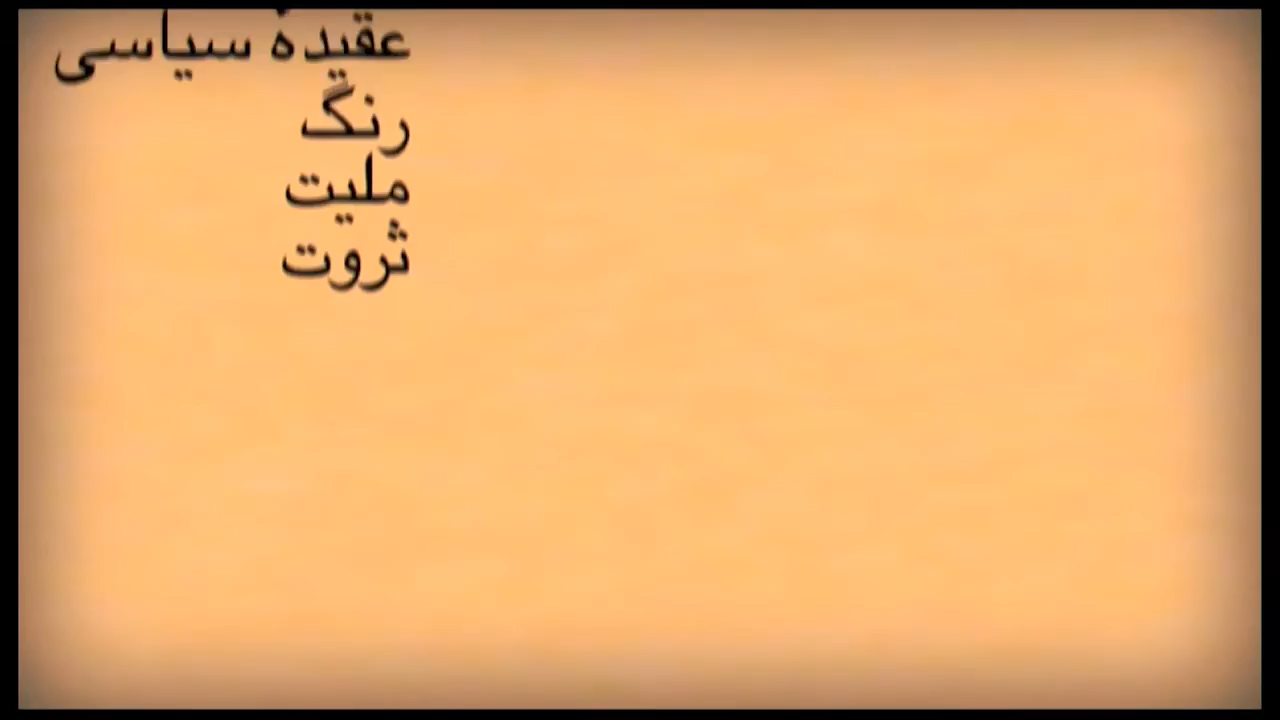 عقیدهٔ سیاسی
رنگ
ملیت
ثروت